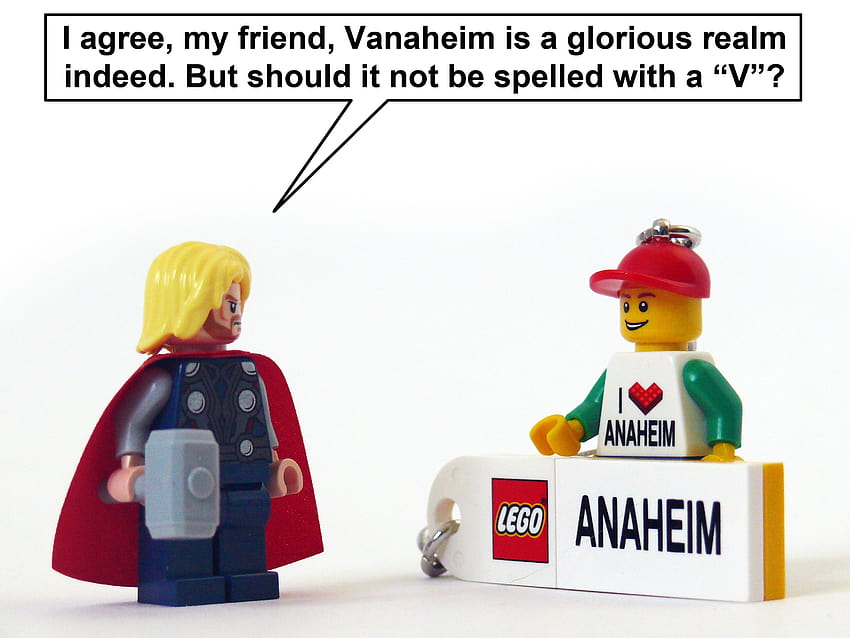 I agree, my friend, Vanaheim is a glorious realm
indeed. But should it not be spelled with a “V”?
I ♥
ANAHEIM
LEGO
ANAHEIM